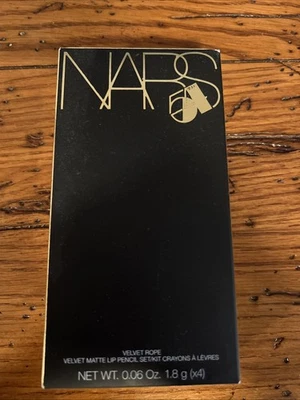 NARS
VELVET ROPE
VELVET MATTE LIP PENCIL SET/KIT CRAYONS À LÈVRES
NET WT. 0.06 Oz. 1.8 g (x4)